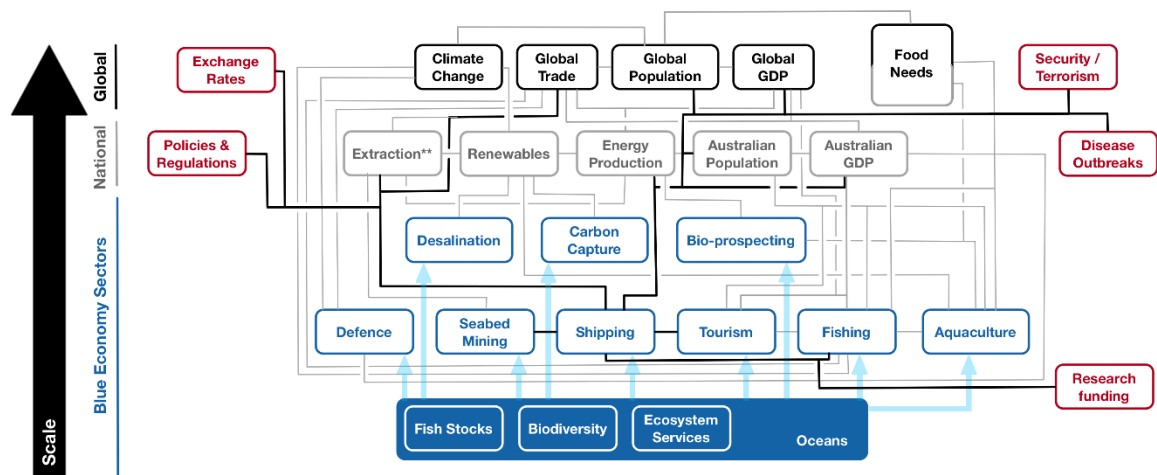 Scale
Global
National
Blue Economy Sectors
Exchange
Rates
Climate
Change
Global
Trade
Global
Population
Global
GDP
Food
Needs
Security /
Terrorism
Policies &
Regulations
Extraction**
Renewables
Energy
Production
Australian
Population
Australian
GDP
Disease
Outbreaks
Desalination
Carbon
Capture
Bio-prospecting
Defence
Seabed
Mining
Shipping
Tourism
Fishing
Aquaculture
Research
funding
Fish Stocks
Biodiversity
Ecosystem
Services
Oceans